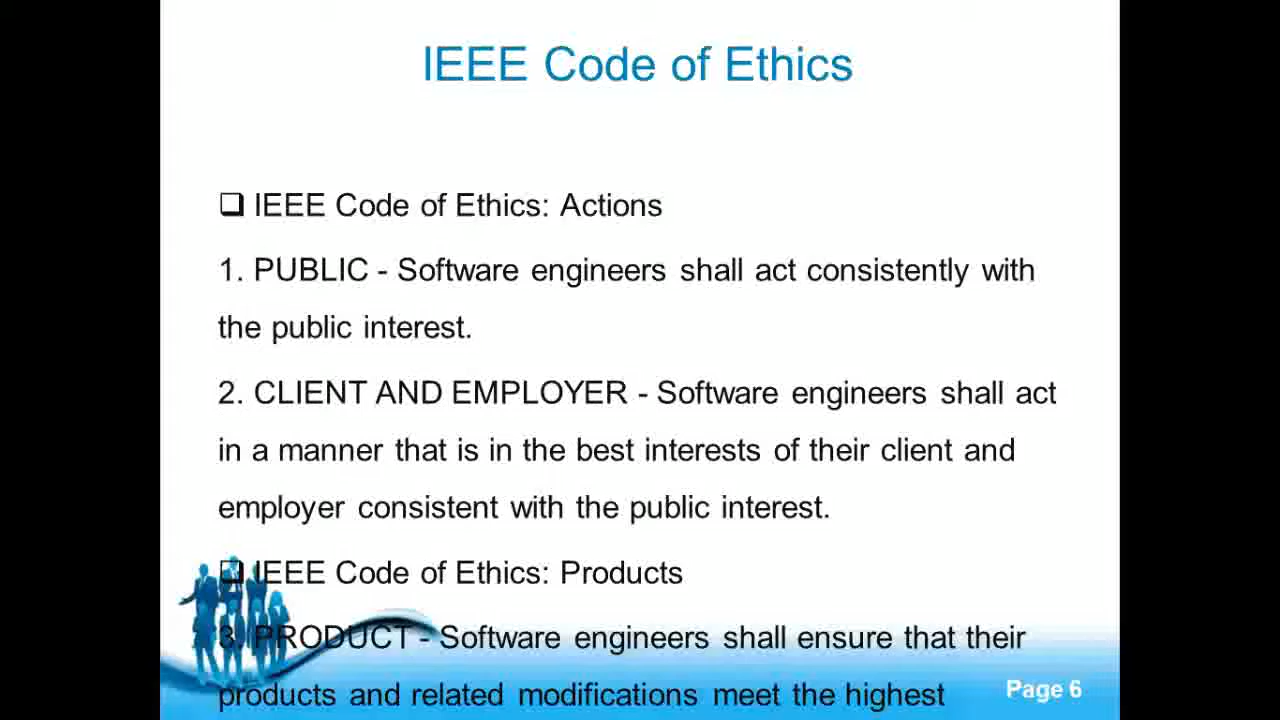 IEEE Code of Ethics
❑ IEEE Code of Ethics: Actions
1. PUBLIC - Software engineers shall act consistently with
the public interest.
2. CLIENT AND EMPLOYER - Software engineers shall act
in a manner that is in the best interests of their client and
employer consistent with the public interest.
❑ IEEE Code of Ethics: Products
3. PRODUCT - Software engineers shall ensure that their
products and related modifications meet the highest
Page 6